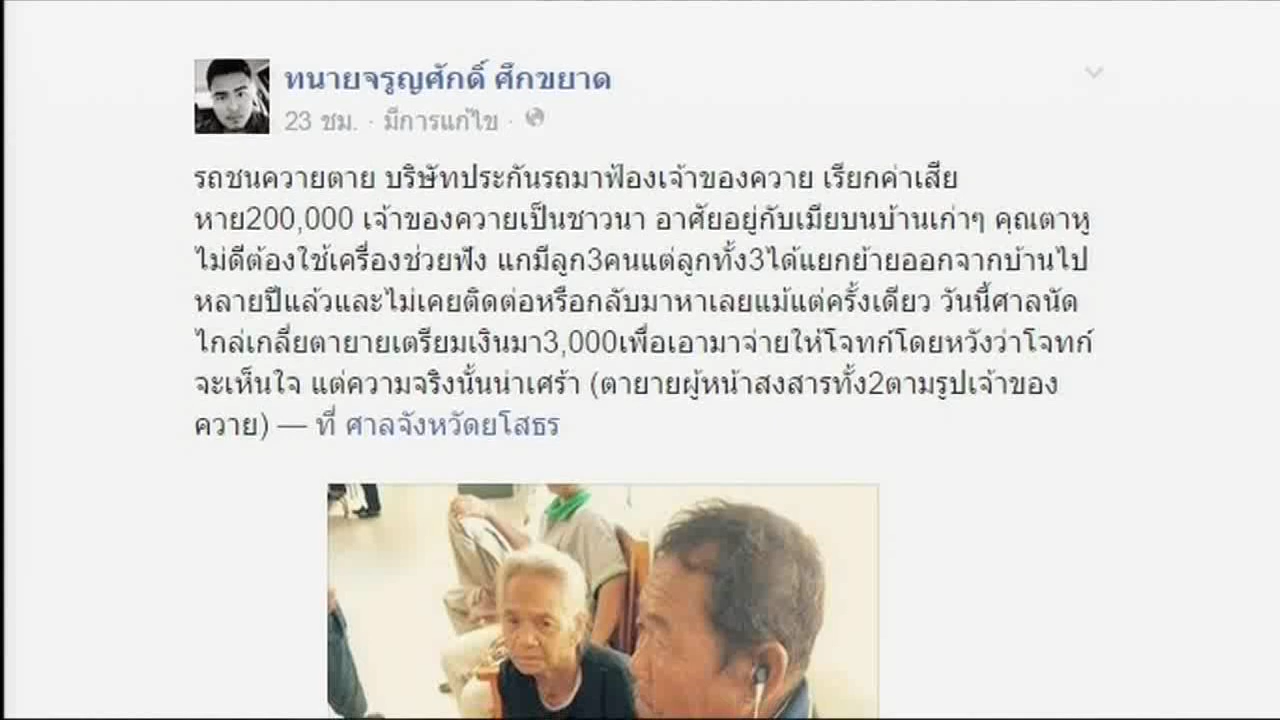 ทนายจรูญศักดิ์ ศึกขยาด
23 ชม. · มีการแก้ไข ·
รถชนควายตาย บริษัทประกันรถมาฟ้องเจ้าของควาย เรียกค่าเสีย
หาย200,000 เจ้าของควายเป็นชาวนา อาศัยอยู่กับเมียบนบ้านเก่าๆ คุณตาหู
ไม่ดีต้องใช้เครื่องช่วยฟัง แกมีลูก3คนแต่ลูกทั้ง3ได้แยกย้ายออกจากบ้านไป
หลายปีแล้วและไม่เคยติดต่อหรือกลับมาหาเลยแม้แต่ครั้งเดียว วันนี้ศาลนัด
ไกล่เกลี่ยตายายเตรียมเงินมา3,000เพื่อเอามาจ่ายให้โจทก์โดยหวังว่าโจทก์
จะเห็นใจ แต่ความจริงนั้นน่าเศร้า (ตายายผู้หน้าสงสารทั้ง2ตามรูปเจ้าของ
ควาย) — ที่ ศาลจังหวัดยโสธร